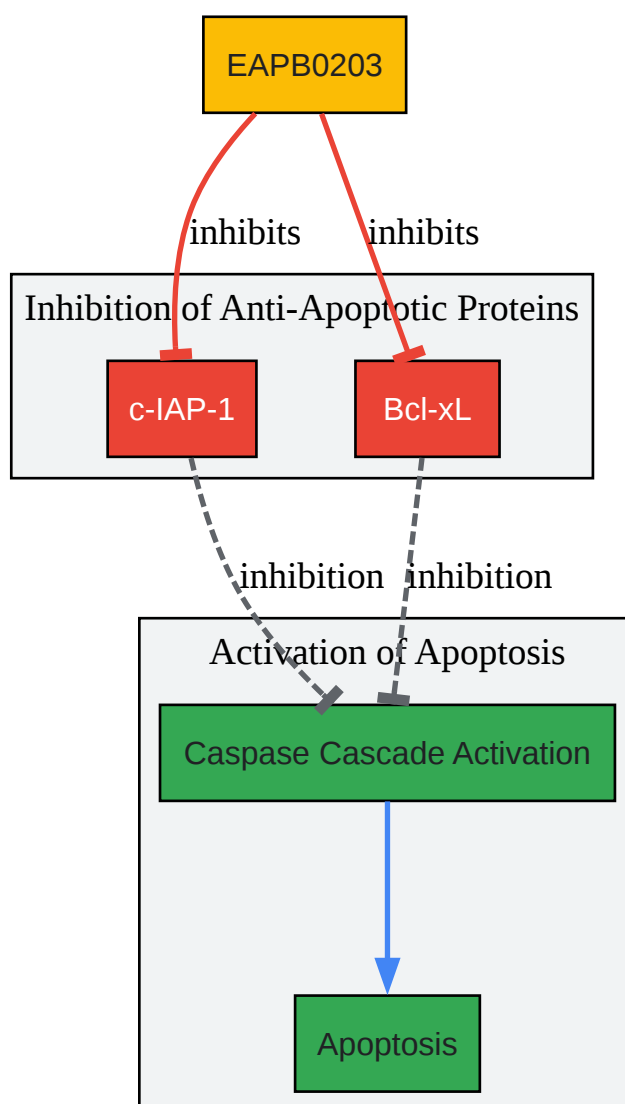 EAPB0203
inhibits
inhibits
Inhibition of Anti-Apoptotic Proteins
c-IAP-1
Bcl-xL
inhibition
inhibition
Activation of Apoptosis
Caspase Cascade Activation
Apoptosis